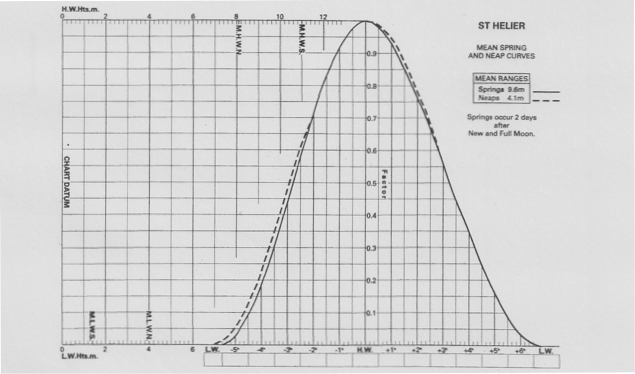 H.W.Hts.m.
0 2 4 6 8 10 12
M.H.W.N.
M.H.W.S.
CHART DATUM
Factor
0.9
0.8
0.7
0.6
0.5
0.4
0.3
0.2
0.1
M.L.W.S.
M.L.W.N.
0 2 4 6
L.W.Hts.m.
L.W. -5ʰ -4ʰ -3ʰ -2ʰ -1ʰ H.W. +1ʰ +2ʰ +3ʰ +4ʰ +5ʰ +6ʰ L.W.
ST HELIER
MEAN SPRING
AND NEAP CURVES
MEAN RANGES
Springs 9.6m
Neaps 4.1m
Springs occur 2 days
after
New and Full Moon.